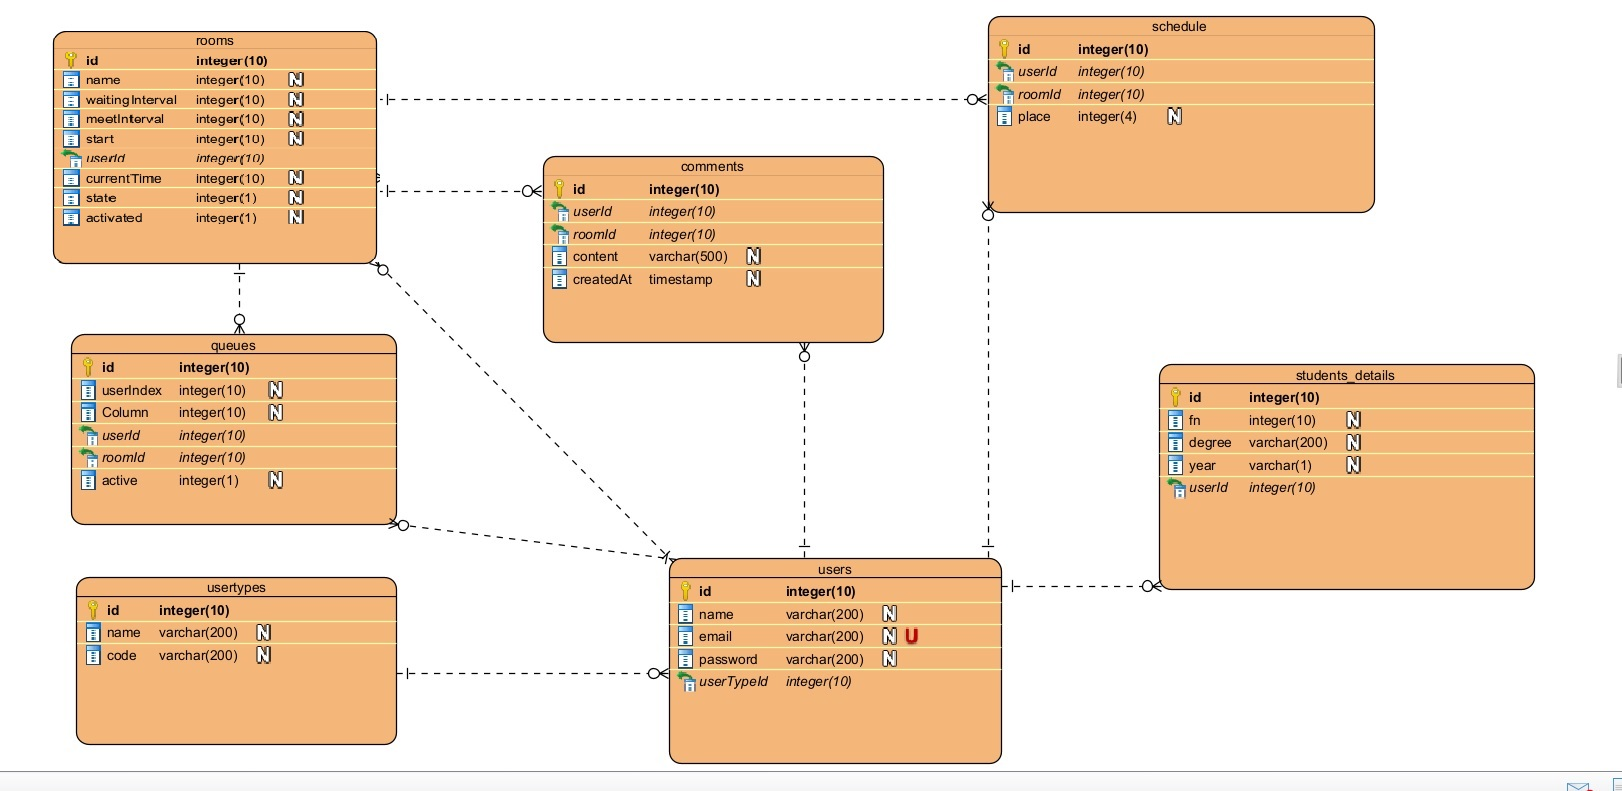 rooms
id integer(10)
name integer(10) N
waitingInterval integer(10) N
meetInterval integer(10) N
start integer(10) N
userId integer(10)
currentTime integer(10) N
state integer(1) N
activated integer(1) N
schedule
id integer(10)
userId integer(10)
roomId integer(10)
place integer(4) N
comments
id integer(10)
userId integer(10)
roomId integer(10)
content varchar(500) N
createdAt timestamp N
queues
id integer(10)
userIndex integer(10) N
Column integer(10) N
userId integer(10)
roomId integer(10)
active integer(1) N
students_details
id integer(10)
fn integer(10) N
degree varchar(200) N
year varchar(1) N
userId integer(10)
usertypes
id integer(10)
name varchar(200) N
code varchar(200) N
users
id integer(10)
name varchar(200) N
email varchar(200) N U
password varchar(200) N
userTypeId integer(10)